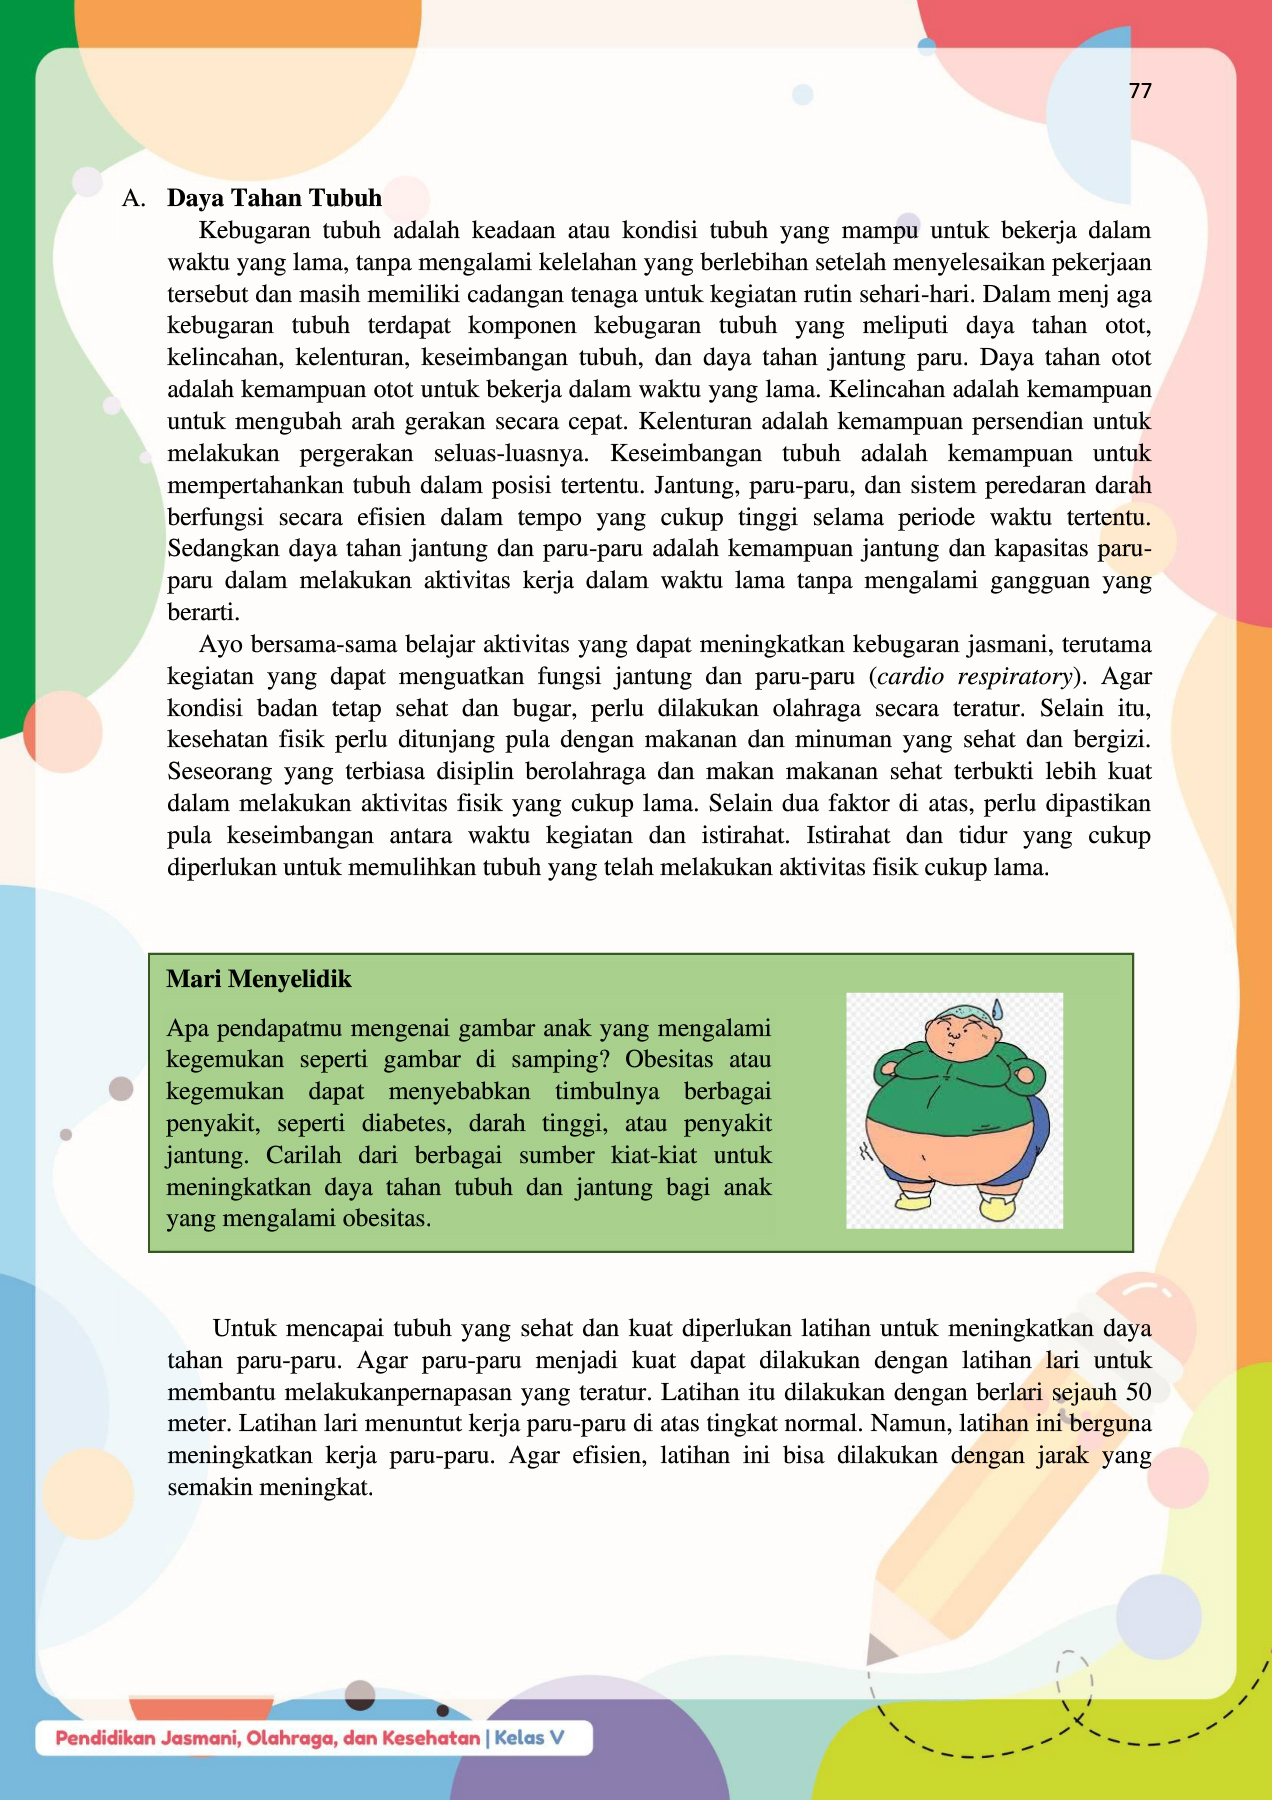 77
A. Daya Tahan Tubuh
Kebugaran tubuh adalah keadaan atau kondisi tubuh yang mampu untuk bekerja dalam
waktu yang lama, tanpa mengalami kelelahan yang berlebihan setelah menyelesaikan pekerjaan
tersebut dan masih memiliki cadangan tenaga untuk kegiatan rutin sehari-hari. Dalam menj aga
kebugaran tubuh terdapat komponen kebugaran tubuh yang meliputi daya tahan otot,
kelincahan, kelenturan, keseimbangan tubuh, dan daya tahan jantung paru. Daya tahan otot
adalah kemampuan otot untuk bekerja dalam waktu yang lama. Kelincahan adalah kemampuan
untuk mengubah arah gerakan secara cepat. Kelenturan adalah kemampuan persendian untuk
melakukan pergerakan seluas-luasnya. Keseimbangan tubuh adalah kemampuan untuk
mempertahankan tubuh dalam posisi tertentu. Jantung, paru-paru, dan sistem peredaran darah
berfungsi secara efisien dalam tempo yang cukup tinggi selama periode waktu tertentu.
Sedangkan daya tahan jantung dan paru-paru adalah kemampuan jantung dan kapasitas paru-
paru dalam melakukan aktivitas kerja dalam waktu lama tanpa mengalami gangguan yang
berarti.
Ayo bersama-sama belajar aktivitas yang dapat meningkatkan kebugaran jasmani, terutama
kegiatan yang dapat menguatkan fungsi jantung dan paru-paru (cardio respiratory). Agar
kondisi badan tetap sehat dan bugar, perlu dilakukan olahraga secara teratur. Selain itu,
kesehatan fisik perlu ditunjang pula dengan makanan dan minuman yang sehat dan bergizi.
Seseorang yang terbiasa disiplin berolahraga dan makan makanan sehat terbukti lebih kuat
dalam melakukan aktivitas fisik yang cukup lama. Selain dua faktor di atas, perlu dipastikan
pula keseimbangan antara waktu kegiatan dan istirahat. Istirahat dan tidur yang cukup
diperlukan untuk memulihkan tubuh yang telah melakukan aktivitas fisik cukup lama.
Mari Menyelidik
Apa pendapatmu mengenai gambar anak yang mengalami
kegemukan seperti gambar di samping? Obesitas atau
kegemukan dapat menyebabkan timbulnya berbagai
penyakit, seperti diabetes, darah tinggi, atau penyakit
jantung. Carilah dari berbagai sumber kiat-kiat untuk
meningkatkan daya tahan tubuh dan jantung bagi anak
yang mengalami obesitas.
Untuk mencapai tubuh yang sehat dan kuat diperlukan latihan untuk meningkatkan daya
tahan paru-paru. Agar paru-paru menjadi kuat dapat dilakukan dengan latihan lari untuk
membantu melakukanpernapasan yang teratur. Latihan itu dilakukan dengan berlari sejauh 50
meter. Latihan lari menuntut kerja paru-paru di atas tingkat normal. Namun, latihan ini berguna
meningkatkan kerja paru-paru. Agar efisien, latihan ini bisa dilakukan dengan jarak yang
semakin meningkat.
Pendidikan Jasmani, Olahraga, dan Kesehatan | Kelas V